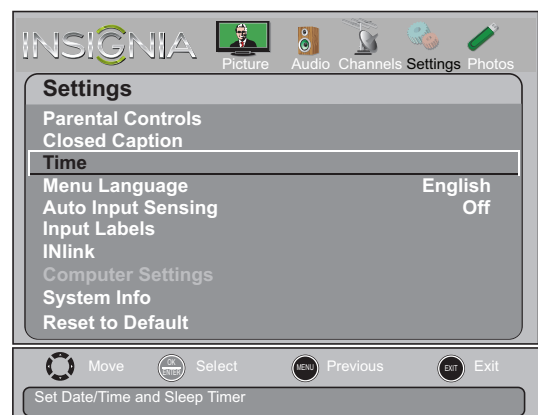 INSIGNIA
Picture Audio Channels Settings Photos
Settings
Parental Controls
Closed Caption
Time
Menu Language English
Auto Input Sensing Off
Input Labels
INlink
Computer Settings
System Info
Reset to Default
Move OK ENTER Select MENU Previous EXIT Exit
Set Date/Time and Sleep Timer